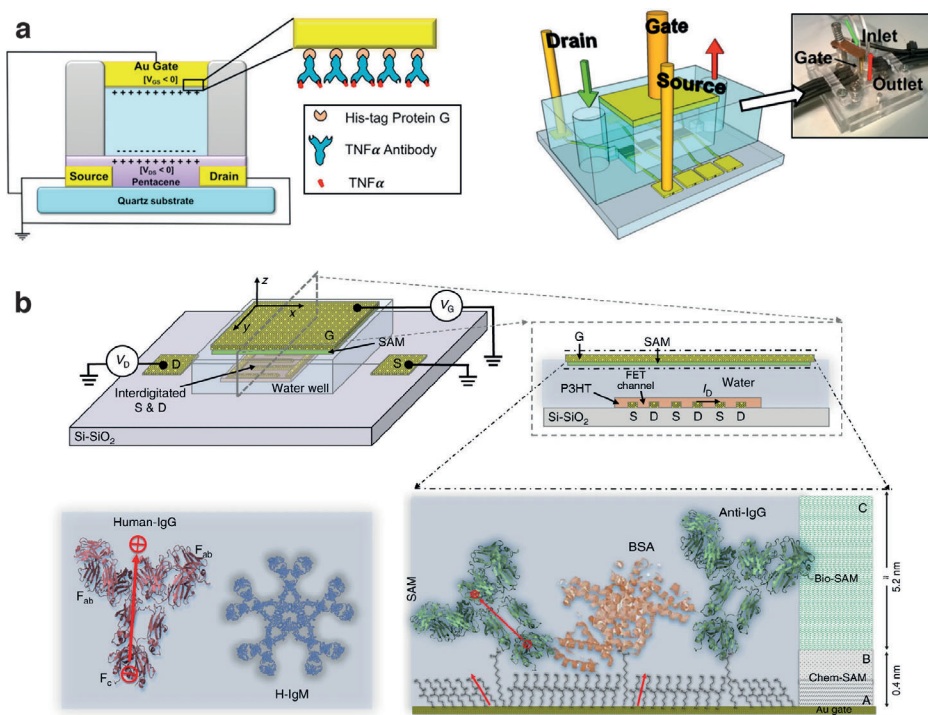 a
Au Gate
[V_GS < 0]
+ + + + + + + + + +
- - - - - - - - - -
+ + + + + + + + + +
[V_DS < 0]
Source
Pentacene
Drain
Quartz substrate
His-tag Protein G
TNFα Antibody
TNFα
Drain
Gate
Source
Inlet
Gate
Outlet
b
z
x
y
V_G
G
SAM
V_D
D
S
Interdigitated
S & D
Water well
Si-SiO₂
G
SAM
FET
channel
Water
P3HT
I_D
Si-SiO₂
S D S D S D
Human-IgG
F_ab
F_ab
F_c
H-IgM
SAM
BSA
Anti-IgG
C
Bio-SAM
5.2 nm
B
Chem-SAM
0.4 nm
A
Au gate